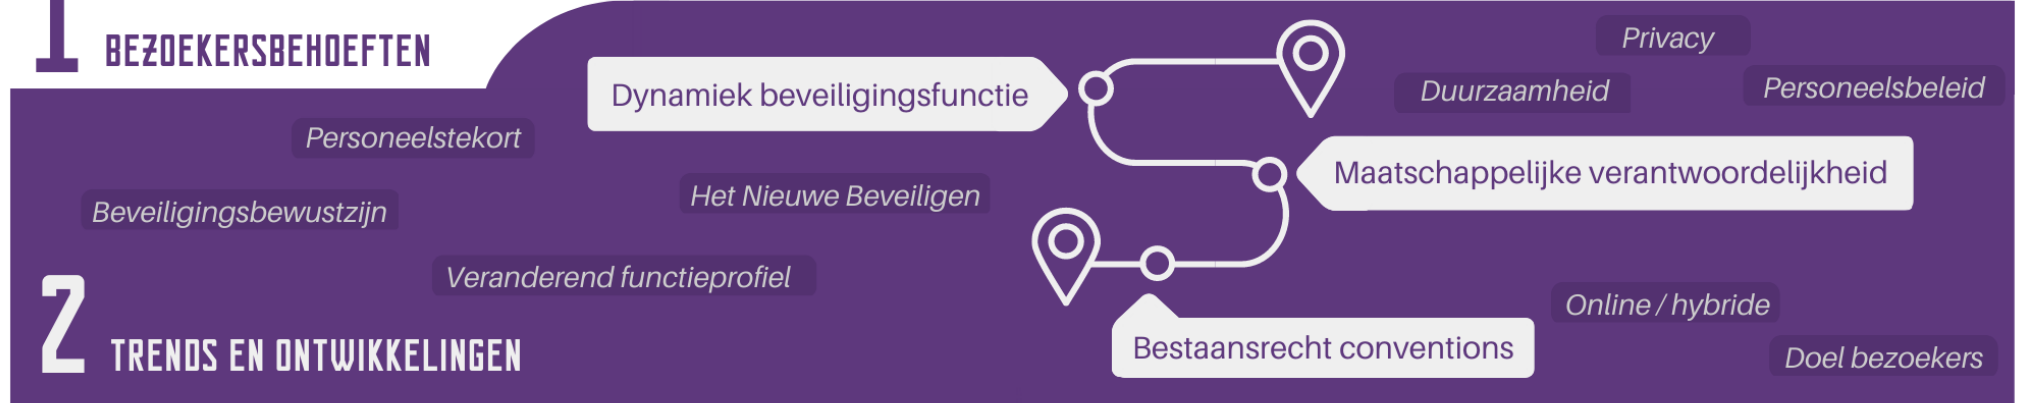 1
BEZOEKERSBEHOEFTEN
Dynamiek beveiligingsfunctie
Privacy
Duurzaamheid
Personeelsbeleid
Personeelstekort
Maatschappelijke verantwoordelijkheid
Het Nieuwe Beveiligen
Beveiligingsbewustzijn
Veranderend functieprofiel
Online / hybride
2
TRENDS EN ONTWIKKELINGEN
Bestaansrecht conventions
Doel bezoekers